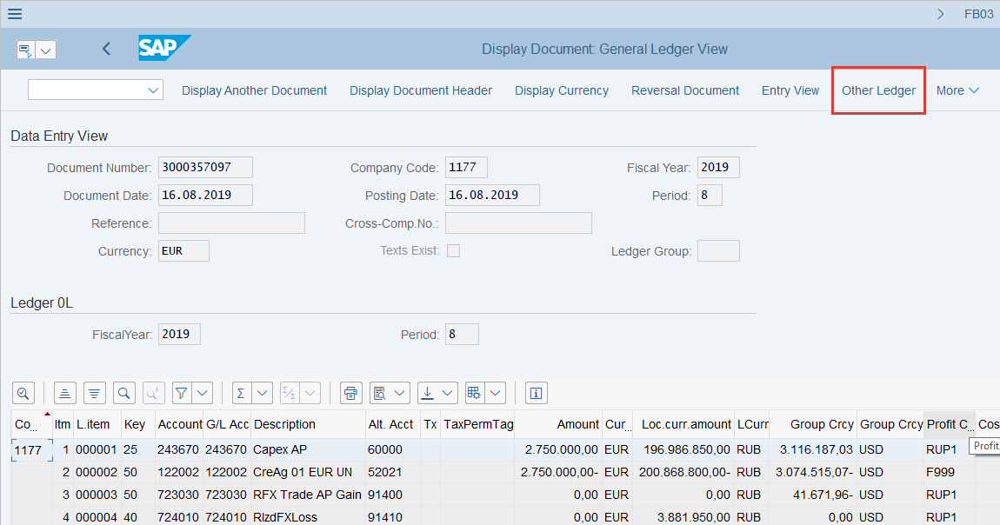 FB03
SAP Display Document: General Ledger View
Display Another Document Display Document Header Display Currency Reversal Document Entry View Other Ledger More
Data Entry View
Document Number: 3000357097 Company Code: 1177 Fiscal Year: 2019
Document Date: 16.08.2019 Posting Date: 16.08.2019 Period: 8
Reference: Cross-Comp.No.:
Currency: EUR Texts Exist: Ledger Group:
Ledger 0L
FiscalYear: 2019 Period: 8
Co... Itm L.item Key Account G/L Acc Description Alt. Acct Tx TaxPermTag Amount Cur... Loc.curr.amount LCurr Group Crcy Group Crcy Profit C... Cos
1177 1 000001 25 243670 243670 Capex AP 60000 2.750.000,00 EUR 196.986.850,00 RUB 3.116.187,03 USD RUP1 Profit
2 000002 50 122002 122002 CreAg 01 EUR UN 52021 2.750.000,00- EUR 200.868.800,00- RUB 3.074.515,07- USD F999
3 000003 50 723030 723030 RFX Trade AP Gain 91400 0,00 EUR 0,00 RUB 41.671,96- USD RUP1
4 000004 40 724010 724010 RlzdFXLoss 91410 0,00 EUR 3.881.950,00 RUB 0,00 USD RUP1